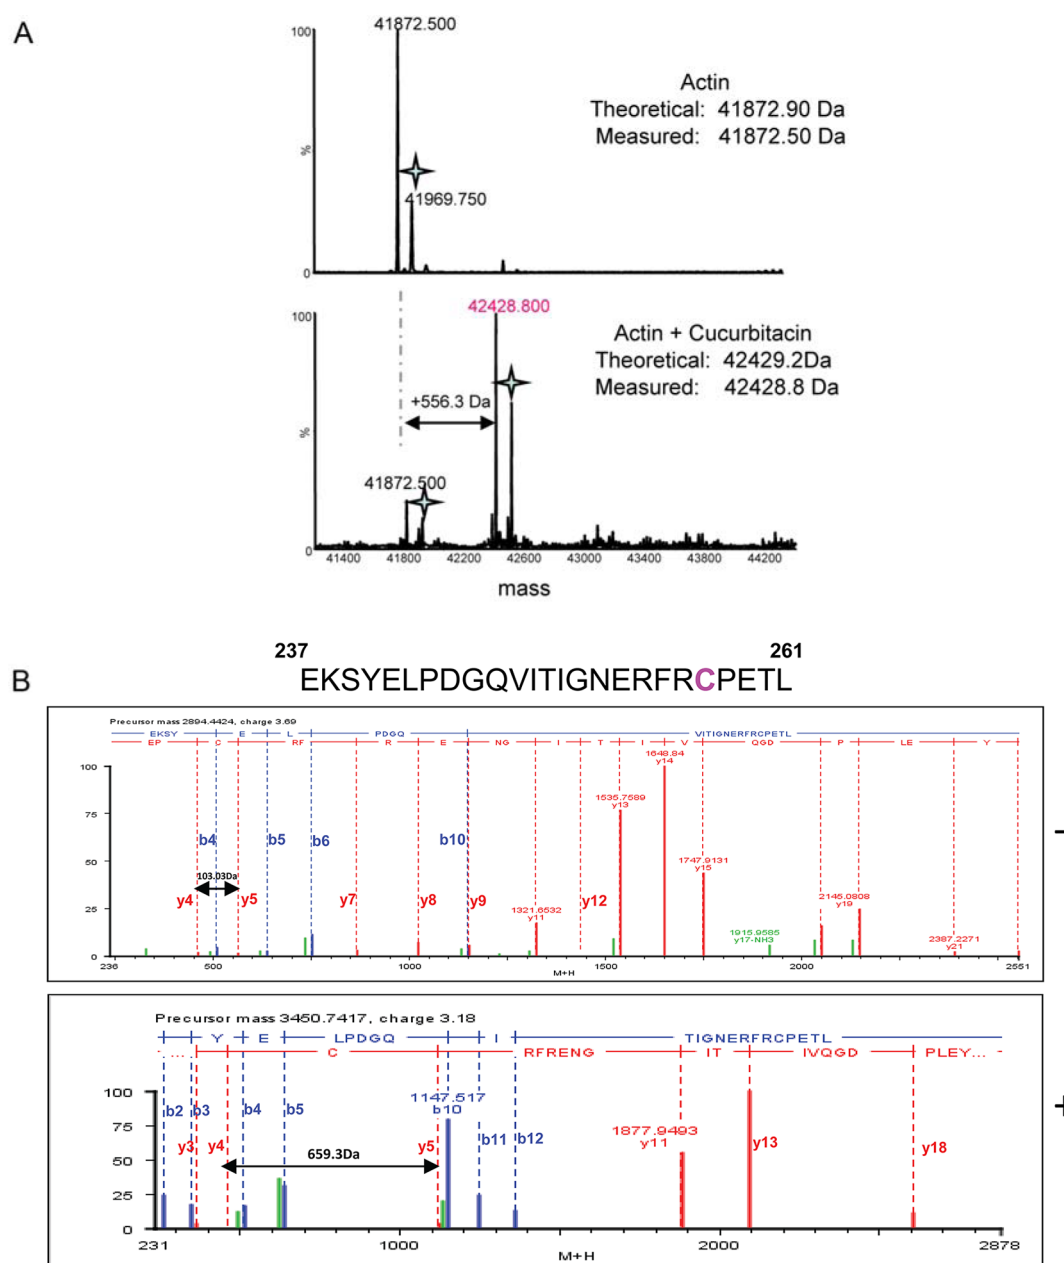 A
41872.500
100
41969.750
%
0
Actin
Theoretical: 41872.90 Da
Measured: 41872.50 Da
42428.800
100
Actin + Cucurbitacin
Theoretical: 42429.2Da
Measured: 42428.8 Da
+556.3 Da
%
41872.500
0
41400 41800 42200 42600 43000 43400 43800 44200
mass
237 261
B EKSYELPDGQVITIGNERFRCPETL
Precursor mass 2894.4424, charge 3.69
EKSY E L PDGQ VITIGNERFRCPETL
EP C RF R E NG I T I V QGD P LE Y
100
75
50
25
0
1648.84
y14
1535.7589
y13
b4 b5 b6 b10
1747.9131
y15
103.03Da
y4 y5 y7 y8 y9 y12
1321.6532
y11
2145.0808
y19
1915.9585
y17-NH3
2387.2271
y21
236 500 1000 1500 2000 2551
M+H
–
Precursor mass 3450.7417, charge 3.18
Y E LPDGQ I TIGNERFRCPETL
... C RFRENG IT IVQGD PLEY...
100
75
50
25
0
b2 b3 b4 b5
1147.517
b10
b11 b12
y3 y4 y5
659.3Da
1877.9493
y11
y13 y18
231 1000 2000 2878
M+H
+